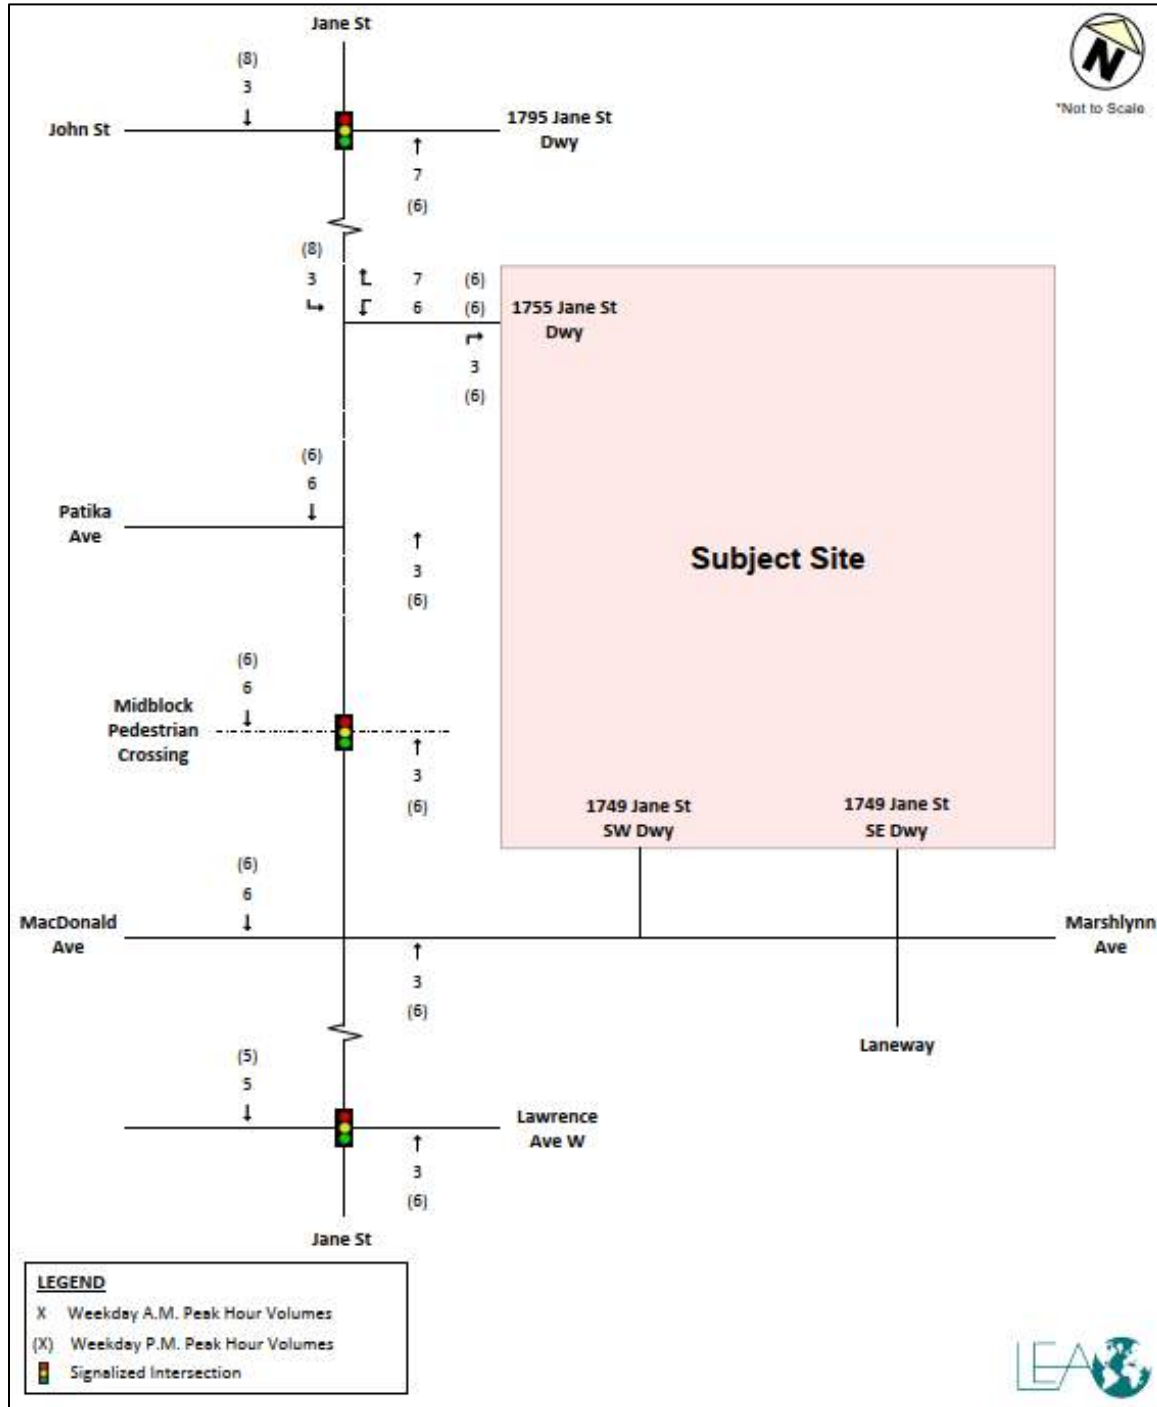 Jane St
N
*Not to Scale
(8)
3
John St
1795 Jane St
Dwy
7
(6)
(8)
3
7 (6)
6 (6)
1755 Jane St
Dwy
3
(6)
(6)
6
Patika
Ave
3
(6)
Subject Site
(6)
6
Midblock
Pedestrian
Crossing
3
(6)
1749 Jane St
SW Dwy
1749 Jane St
SE Dwy
(6)
6
MacDonald
Ave
Marshlynn
Ave
3
(6)
Laneway
(5)
5
Lawrence
Ave W
3
(6)
Jane St
LEGEND
X Weekday A.M. Peak Hour Volumes
(X) Weekday P.M. Peak Hour Volumes
Signalized Intersection
LEA